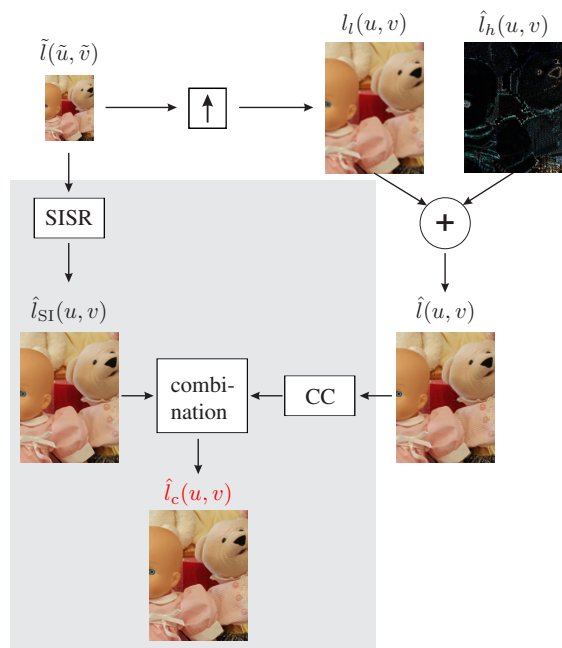 l̃(ũ, ṽ)
l_l(u, v)
l̂_h(u, v)
↑
SISR
+
l̂_SI(u, v)
l̂(u, v)
combi-
nation
CC
l̂_c(u, v)